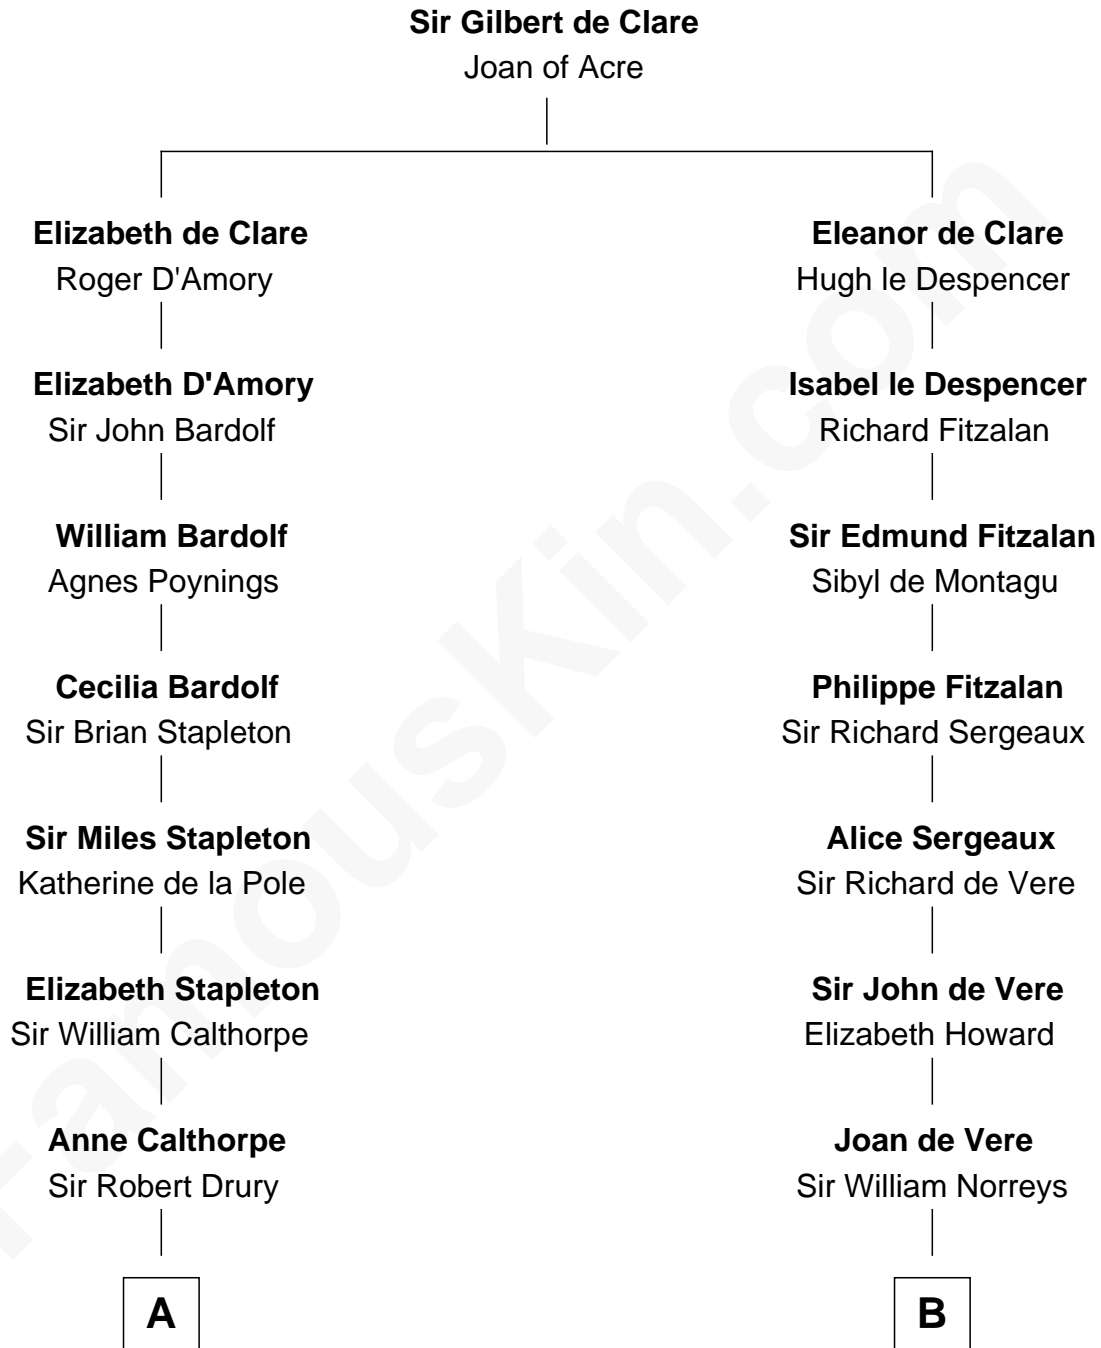 Sir Gilbert de Clare
Joan of Acre
Elizabeth de Clare
Roger D'Amory
Eleanor de Clare
Hugh le Despencer
Elizabeth D'Amory
Sir John Bardolf
Isabel le Despencer
Richard Fitzalan
William Bardolf
Agnes Poynings
Sir Edmund Fitzalan
Sibyl de Montagu
Cecilia Bardolf
Sir Brian Stapleton
Philippe Fitzalan
Sir Richard Sergeaux
Sir Miles Stapleton
Katherine de la Pole
Alice Sergeaux
Sir Richard de Vere
Elizabeth Stapleton
Sir William Calthorpe
Sir John de Vere
Elizabeth Howard
Anne Calthorpe
Sir Robert Drury
Joan de Vere
Sir William Norreys
A
B
FamousKin.com